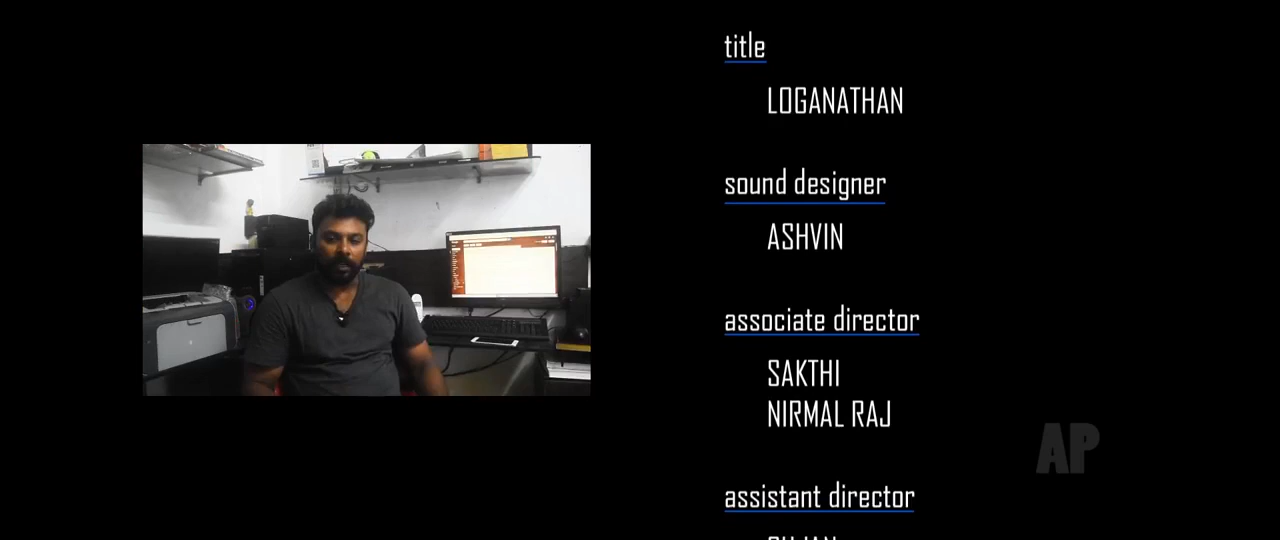 title
LOGANATHAN
sound designer
ASHVIN
associate director
SAKTHI
NIRMAL RAJ
AP
assistant director